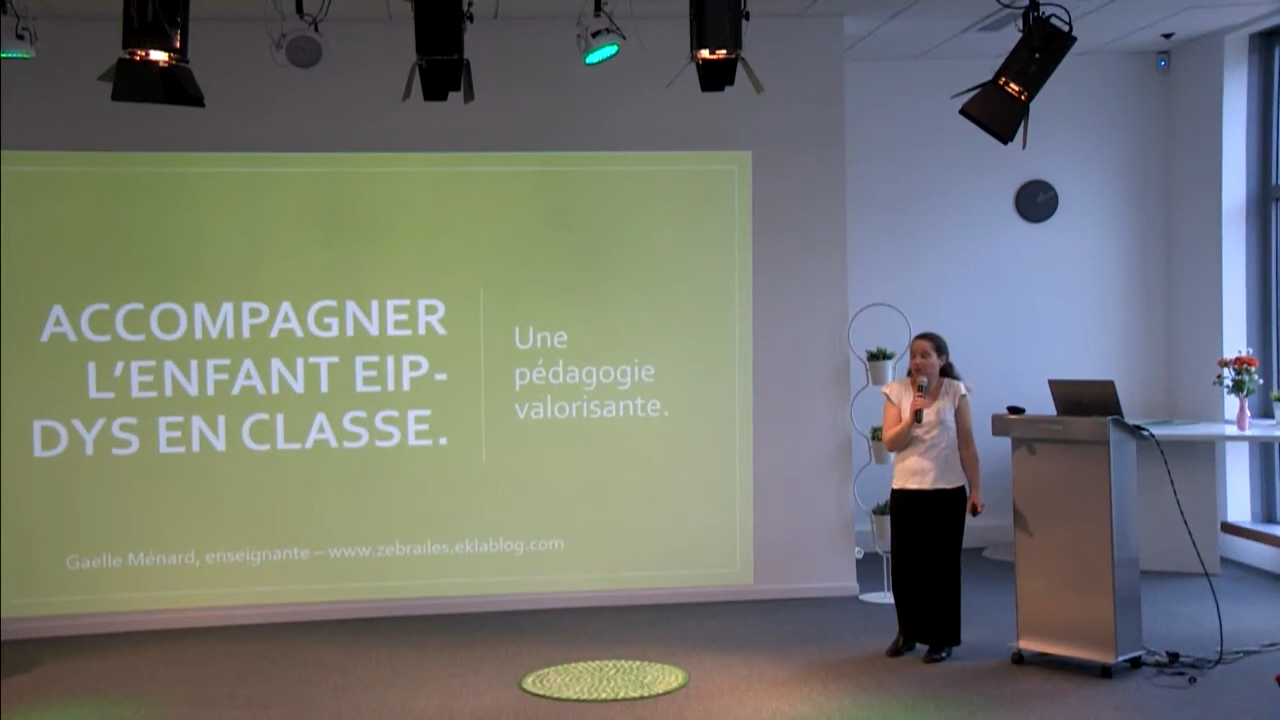 ACCOMPAGNER
L'ENFANT EIP-
DYS EN CLASSE.
Une
pédagogie
valorisante.
Gaelle Ménard, enseignante – www.zebrailes.eklablog.com